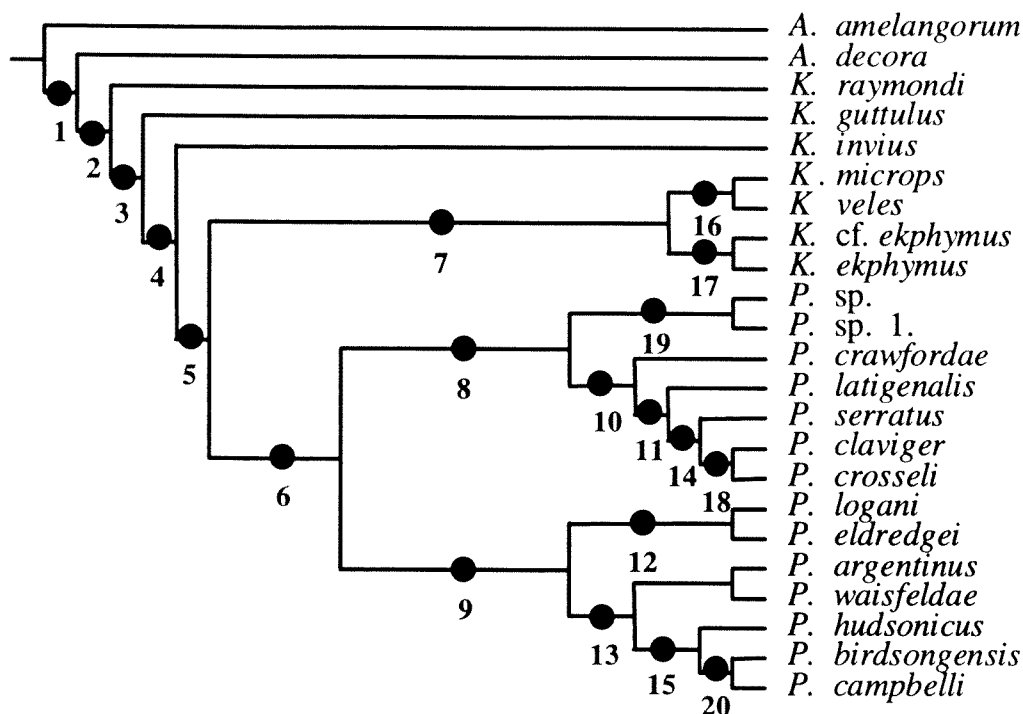 A. amelangorum
A. decora
K. raymondi
K. guttulus
K. invius
K. microps
K veles
K. cf. ekphymus
K. ekphymus
P. sp.
P. sp. 1.
P. crawfordae
P. latigenalis
P. serratus
P. claviger
P. crosseli
P. logani
P. eldredgei
P. argentinus
P. waisfeldae
P. hudsonicus
P. birdsongensis
P. campbelli
1
2
3
4
5
6
7
8
9
10
11
12
13
14
15
16
17
18
19
20